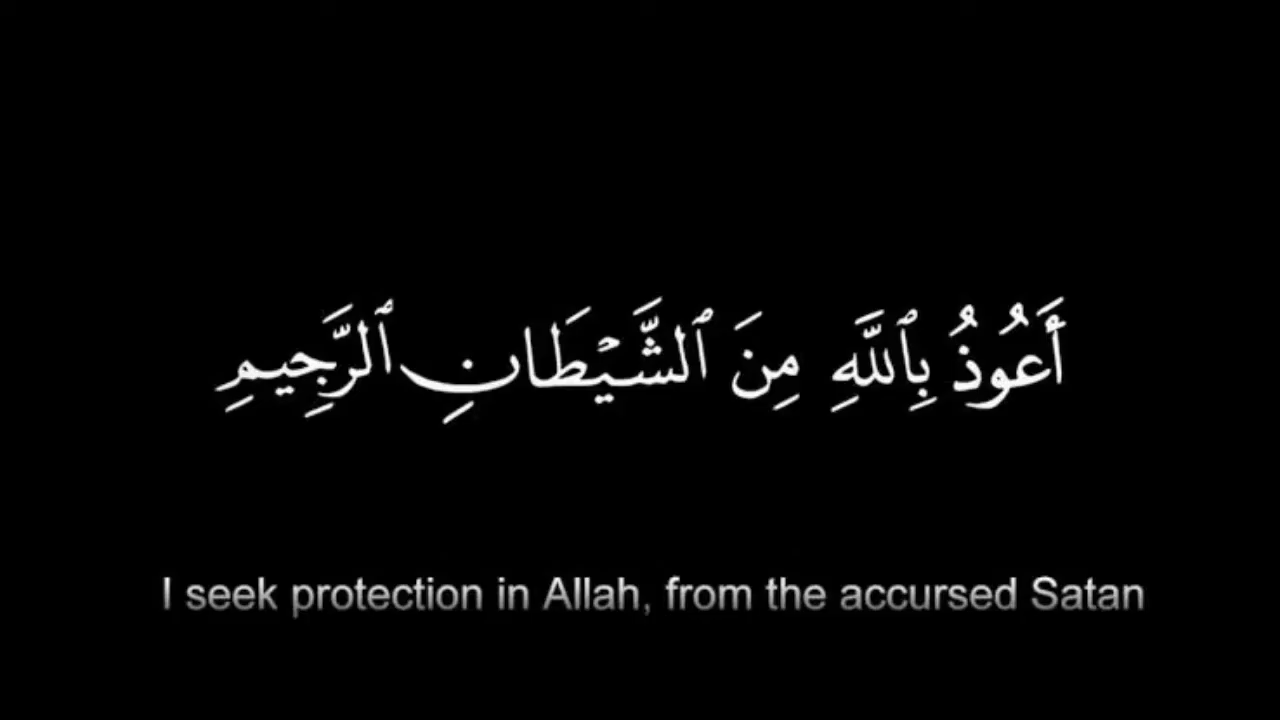 أَعُوذُ بِٱللَّهِ مِنَ ٱلشَّيْطَانِ ٱلرَّجِيمِ
I seek protection in Allah, from the accursed Satan